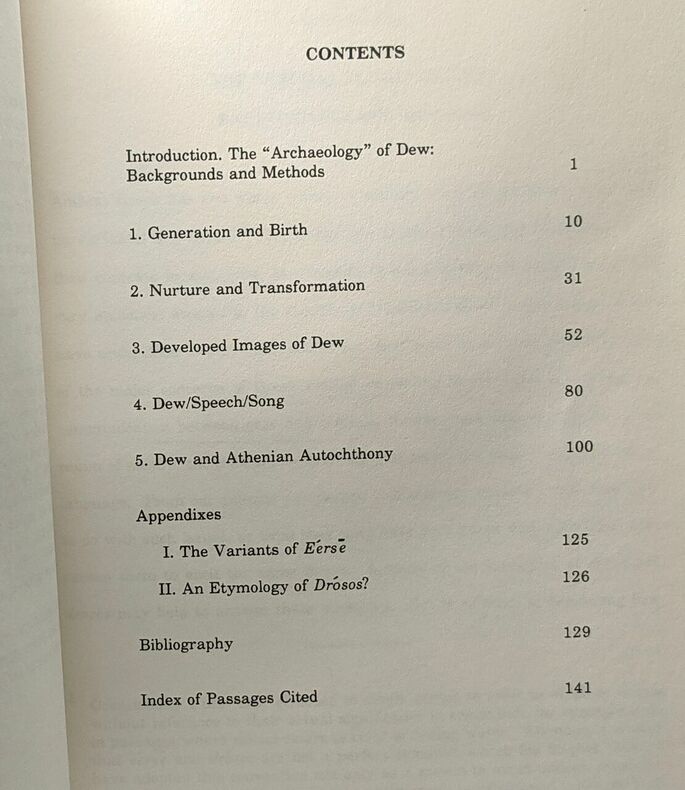 CONTENTS
Introduction. The “Archaeology” of Dew:
Backgrounds and Methods 1
1. Generation and Birth 10
2. Nurture and Transformation 31
3. Developed Images of Dew 52
4. Dew/Speech/Song 80
5. Dew and Athenian Autochthony 100
Appendixes
I. The Variants of Eérsē 125
II. An Etymology of Drósos? 126
Bibliography 129
Index of Passages Cited 141